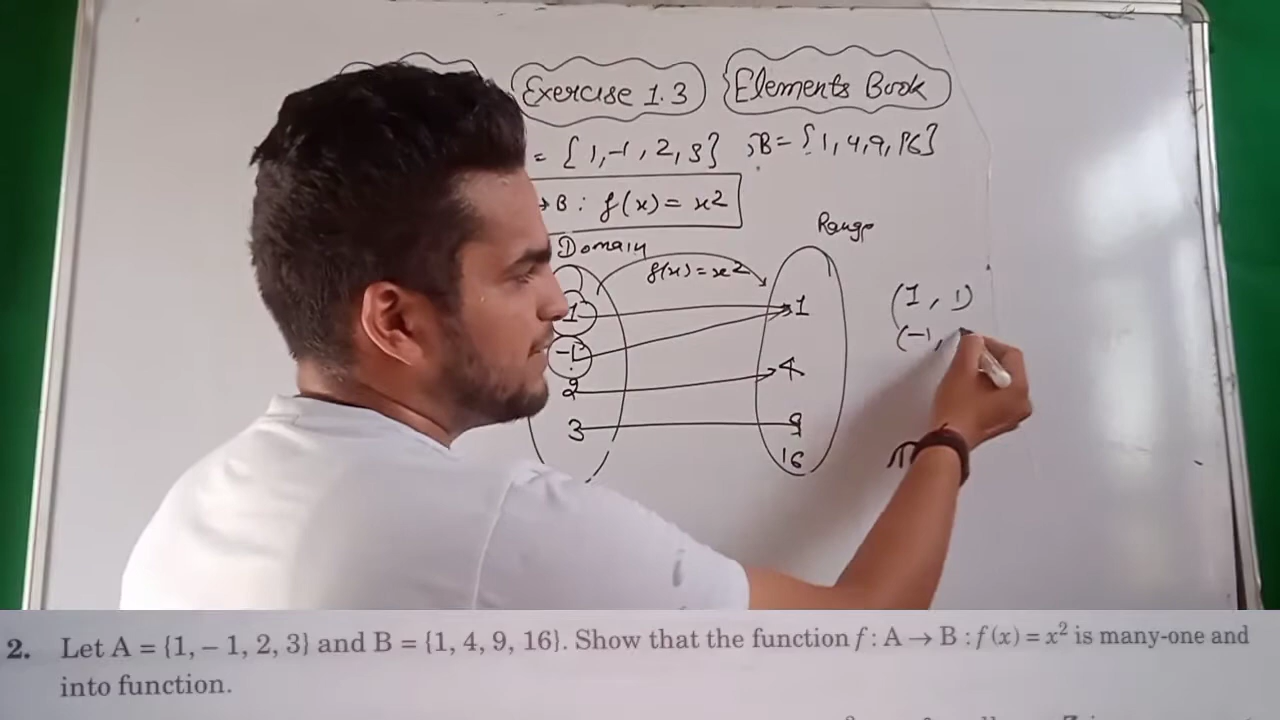 Exercise 1.3
Elements Book
= {1, -1, 2, 3} , B = {1, 4, 9, 16}
→ B : f(x) = x²
Domain
f(x) = x²
Range
1
-1
2
3
1
4
9
16
(1, 1)
(-1,
2. Let A = {1, – 1, 2, 3} and B = {1, 4, 9, 16}. Show that the function f : A → B : f (x) = x² is many-one and
into function.